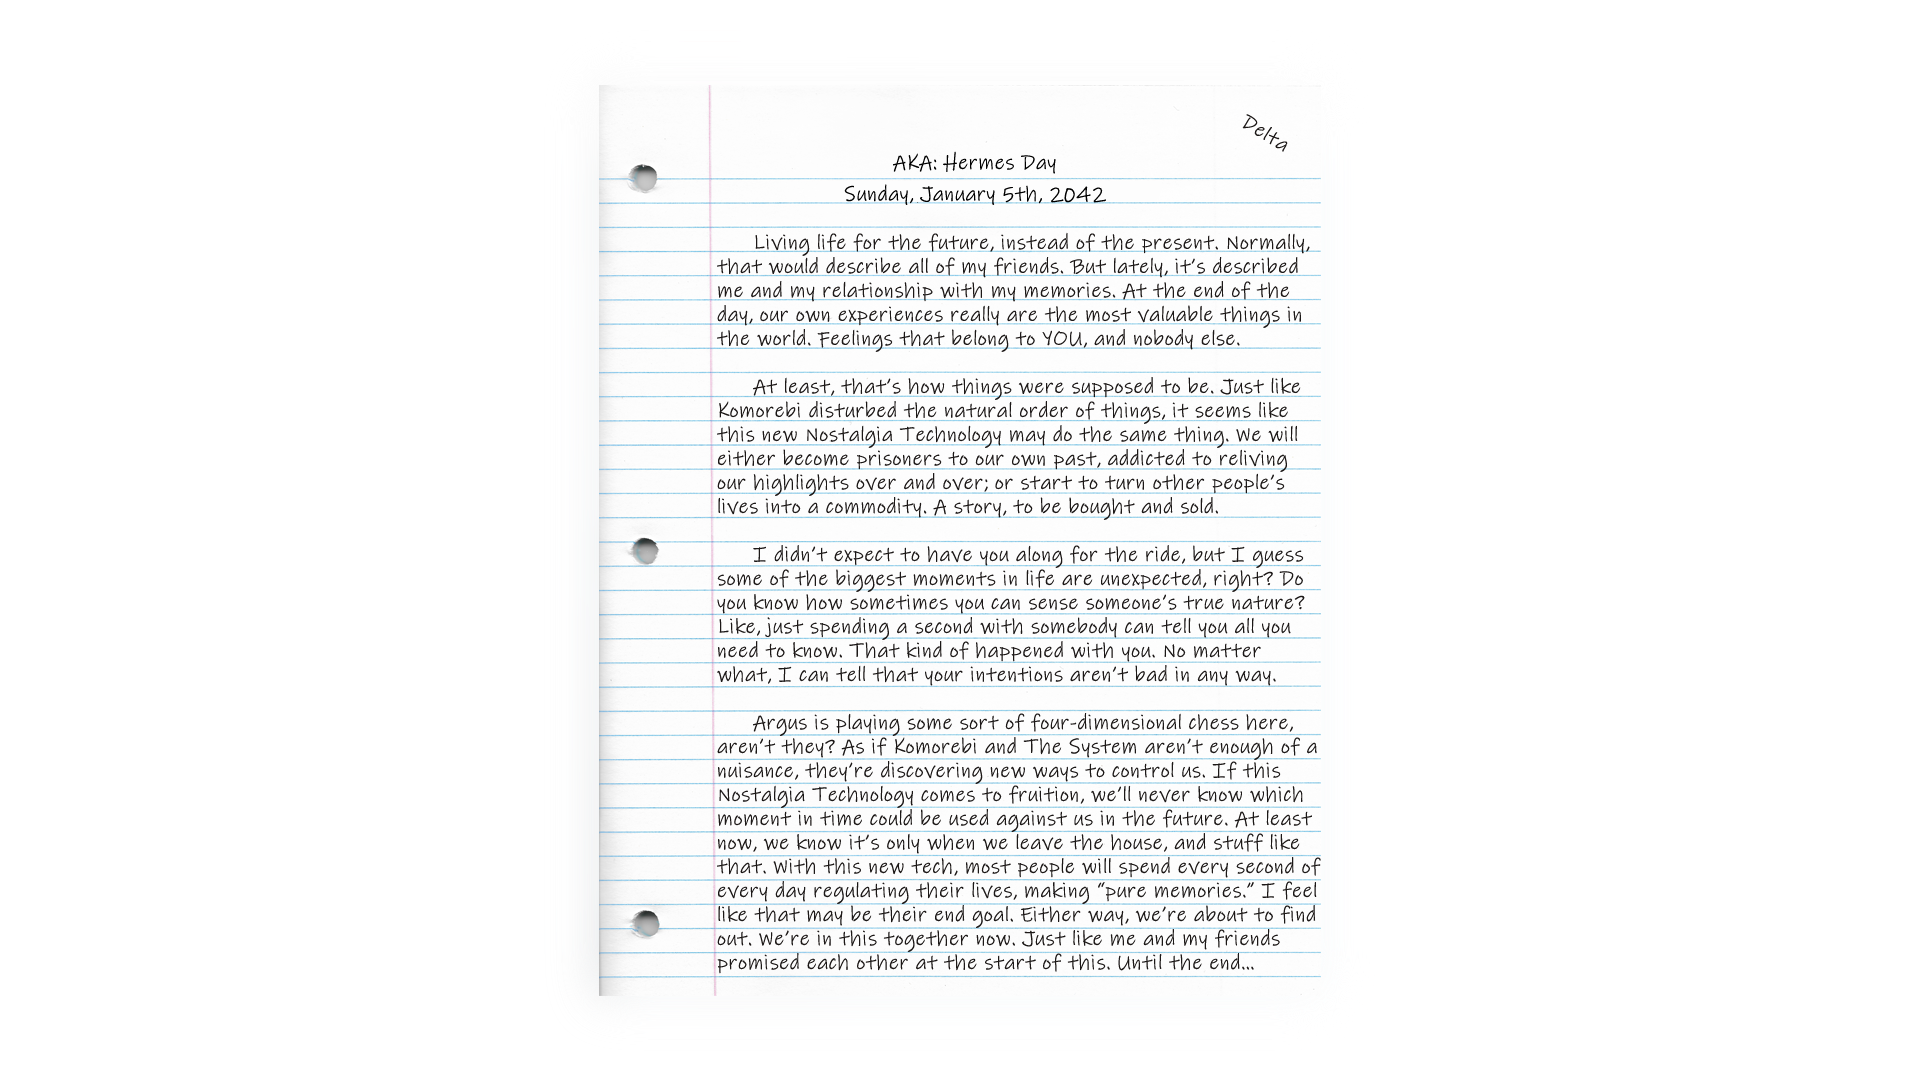 Delta
AKA: Hermes Day
Sunday, January 5th, 2042
Living life for the future, instead of the present. Normally,
that would describe all of my friends. But lately, it's described
me and my relationship with my memories. At the end of the
day, our own experiences really are the most valuable things in
the world. Feelings that belong to YOU, and nobody else.
At least, that's how things were supposed to be. Just like
Komorebi disturbed the natural order of things, it seems like
this new Nostalgia Technology may do the same thing. We will
either become prisoners to our own past, addicted to reliving
our highlights over and over; or start to turn other people's
lives into a commodity. A story, to be bought and sold.
I didn't expect to have you along for the ride, but I guess
some of the biggest moments in life are unexpected, right? Do
you know how sometimes you can sense someone's true nature?
Like, just spending a second with somebody can tell you all you
need to know. That kind of happened with you. No matter
what, I can tell that your intentions aren't bad in any way.
Argus is playing some sort of four-dimensional chess here,
aren't they? As if Komorebi and The System aren't enough of a
nuisance, they're discovering new ways to control us. If this
Nostalgia Technology comes to fruition, we'll never know which
moment in time could be used against us in the future. At least
now, we know it's only when we leave the house, and stuff like
that. With this new tech, most people will spend every second of
every day regulating their lives, making "pure memories." I feel
like that may be their end goal. Either way, we're about to find
out. We're in this together now. Just like me and my friends
promised each other at the start of this. Until the end...